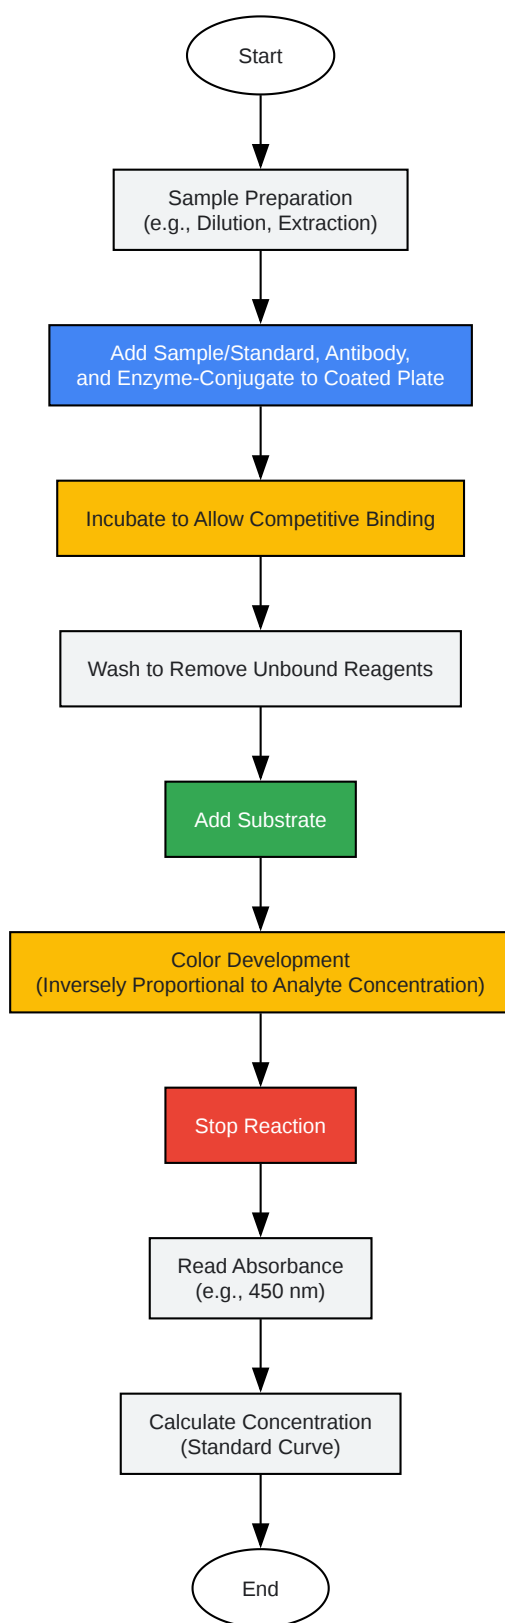 Start
Sample Preparation
(e.g., Dilution, Extraction)
Add Sample/Standard, Antibody,
and Enzyme-Conjugate to Coated Plate
Incubate to Allow Competitive Binding
Wash to Remove Unbound Reagents
Add Substrate
Color Development
(Inversely Proportional to Analyte Concentration)
Stop Reaction
Read Absorbance
(e.g., 450 nm)
Calculate Concentration
(Standard Curve)
End